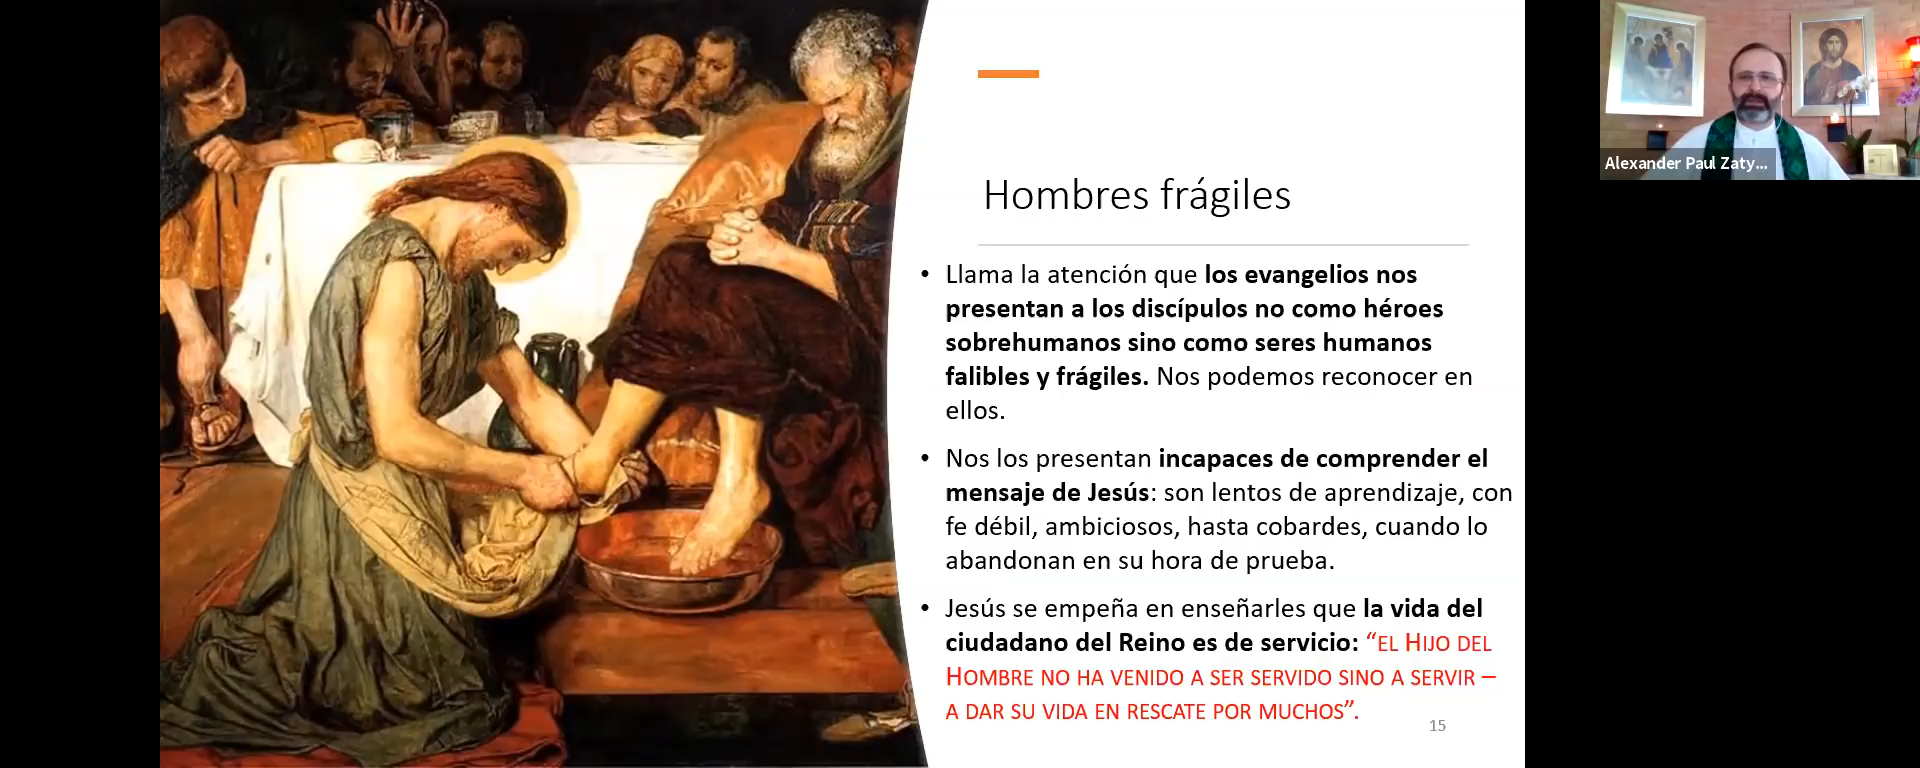 Hombres frágiles
• Llama la atención que los evangelios nos
presentan a los discípulos no como héroes
sobrehumanos sino como seres humanos
falibles y frágiles. Nos podemos reconocer en
ellos.
• Nos los presentan incapaces de comprender el
mensaje de Jesús: son lentos de aprendizaje, con
fe débil, ambiciosos, hasta cobardes, cuando lo
abandonan en su hora de prueba.
• Jesús se empeña en enseñarles que la vida del
ciudadano del Reino es de servicio: “EL HIJO DEL
HOMBRE NO HA VENIDO A SER SERVIDO SINO A SERVIR –
A DAR SU VIDA EN RESCATE POR MUCHOS”.
15
Alexander Paul Zaty...